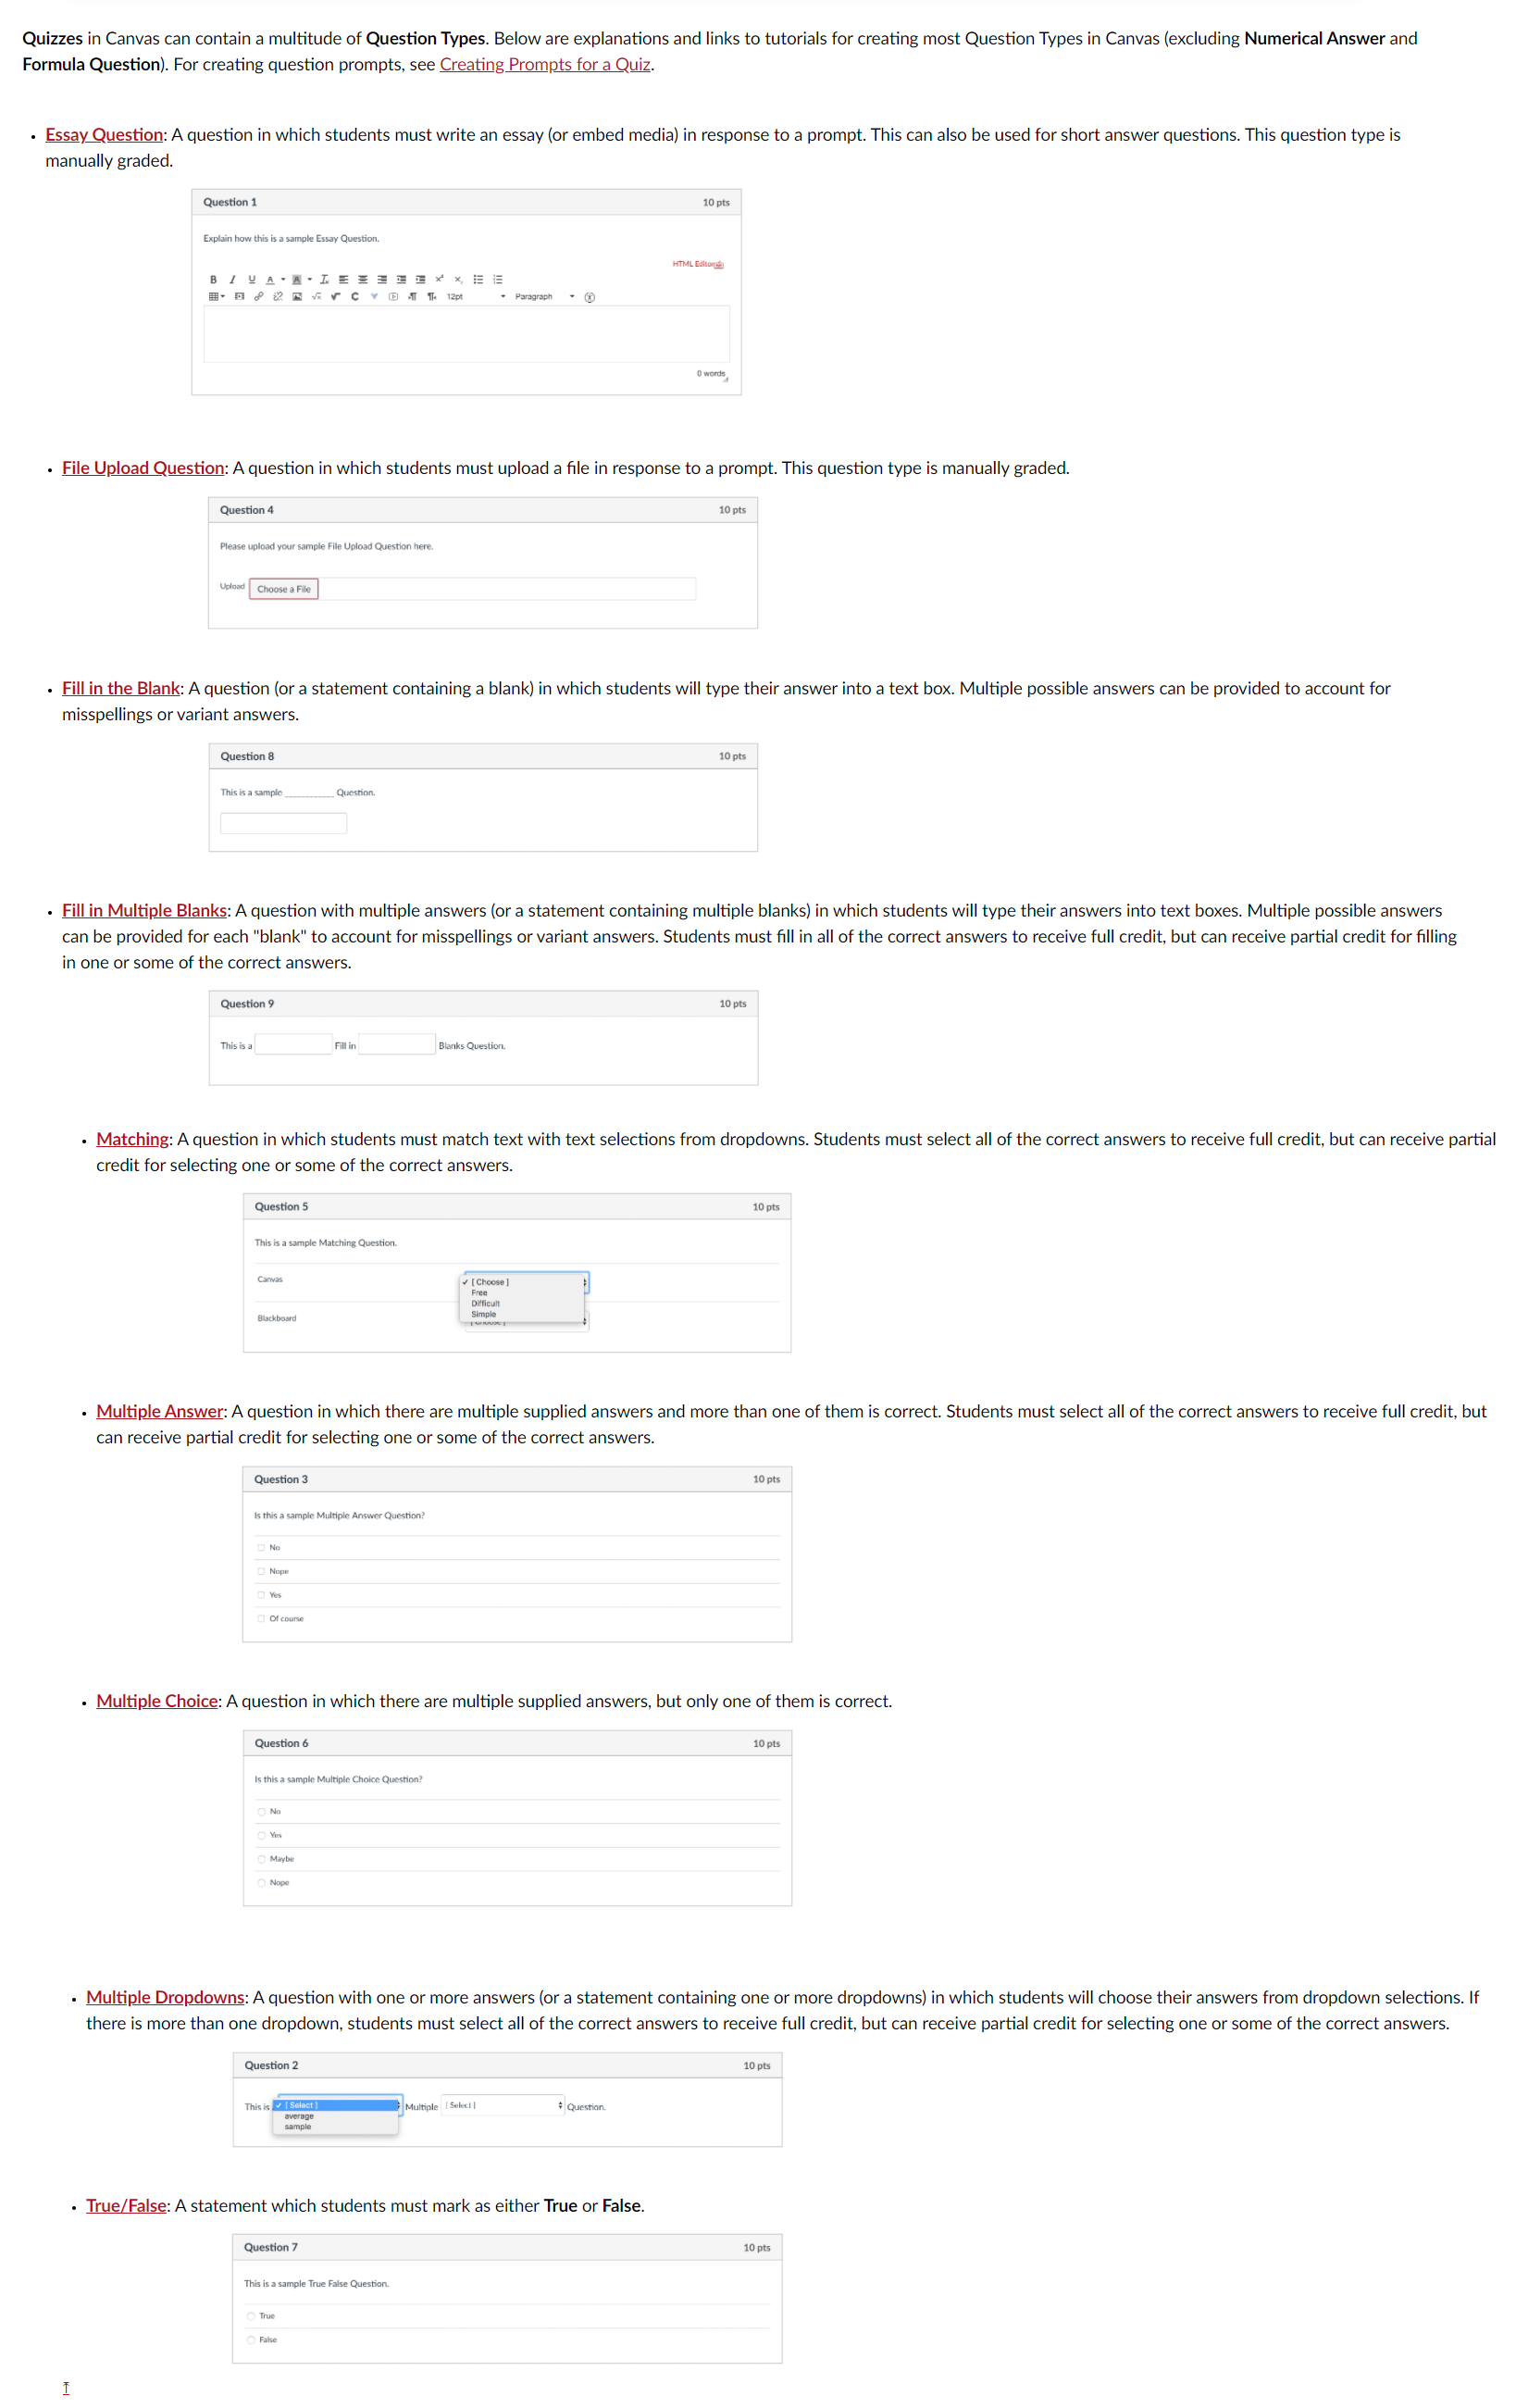 Quizzes in Canvas can contain a multitude of Question Types. Below are explanations and links to tutorials for creating most Question Types in Canvas (excluding Numerical Answer and
Formula Question). For creating question prompts, see Creating Prompts for a Quiz.
• Essay Question: A question in which students must write an essay (or embed media) in response to a prompt. This can also be used for short answer questions. This question type is
manually graded.
Question 1 10 pts
Explain how this is a sample Essay Question.
HTML Editor
B I U A A
12pt Paragraph
0 words
• File Upload Question: A question in which students must upload a file in response to a prompt. This question type is manually graded.
Question 4 10 pts
Please upload your sample File Upload Question here.
Upload Choose a File
• Fill in the Blank: A question (or a statement containing a blank) in which students will type their answer into a text box. Multiple possible answers can be provided to account for
misspellings or variant answers.
Question 8 10 pts
This is a sample __________ Question.
• Fill in Multiple Blanks: A question with multiple answers (or a statement containing multiple blanks) in which students will type their answers into text boxes. Multiple possible answers
can be provided for each "blank" to account for misspellings or variant answers. Students must fill in all of the correct answers to receive full credit, but can receive partial credit for filling
in one or some of the correct answers.
Question 9 10 pts
This is a Fill in Blanks Question.
• Matching: A question in which students must match text with text selections from dropdowns. Students must select all of the correct answers to receive full credit, but can receive partial
credit for selecting one or some of the correct answers.
Question 5 10 pts
This is a sample Matching Question.
Canvas ✓ [ Choose ]
Free
Difficult
Simple
Blackboard [ Choose ]
• Multiple Answer: A question in which there are multiple supplied answers and more than one of them is correct. Students must select all of the correct answers to receive full credit, but
can receive partial credit for selecting one or some of the correct answers.
Question 3 10 pts
Is this a sample Multiple Answer Question?
No
Nope
Yes
Of course
• Multiple Choice: A question in which there are multiple supplied answers, but only one of them is correct.
Question 6 10 pts
Is this a sample Multiple Choice Question?
No
Yes
Maybe
Nope
• Multiple Dropdowns: A question with one or more answers (or a statement containing one or more dropdowns) in which students will choose their answers from dropdown selections. If
there is more than one dropdown, students must select all of the correct answers to receive full credit, but can receive partial credit for selecting one or some of the correct answers.
Question 2 10 pts
This is ✓ [ Select ] Multiple [ Select ] Question.
average
sample
• True/False: A statement which students must mark as either True or False.
Question 7 10 pts
This is a sample True False Question.
True
False
↑